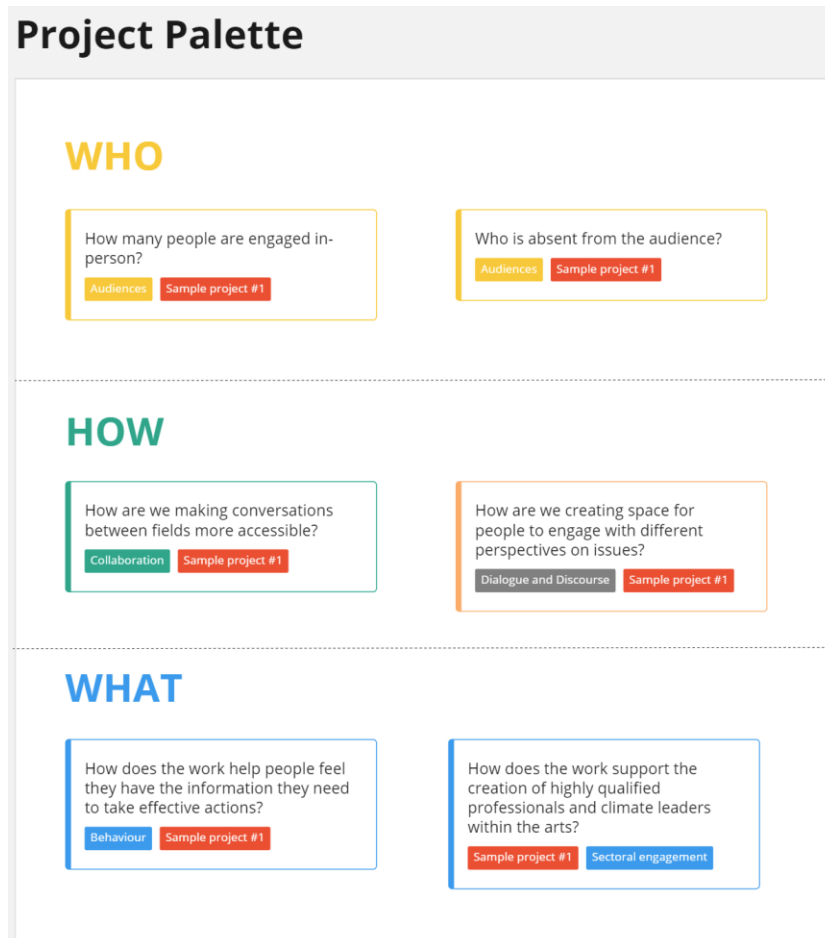 Project Palette
WHO
How many people are engaged in-
person?
Audiences Sample project #1
Who is absent from the audience?
Audiences Sample project #1
HOW
How are we making conversations
between fields more accessible?
Collaboration Sample project #1
How are we creating space for
people to engage with different
perspectives on issues?
Dialogue and Discourse Sample project #1
WHAT
How does the work help people feel
they have the information they need
to take effective actions?
Behaviour Sample project #1
How does the work support the
creation of highly qualified
professionals and climate leaders
within the arts?
Sample project #1 Sectoral engagement